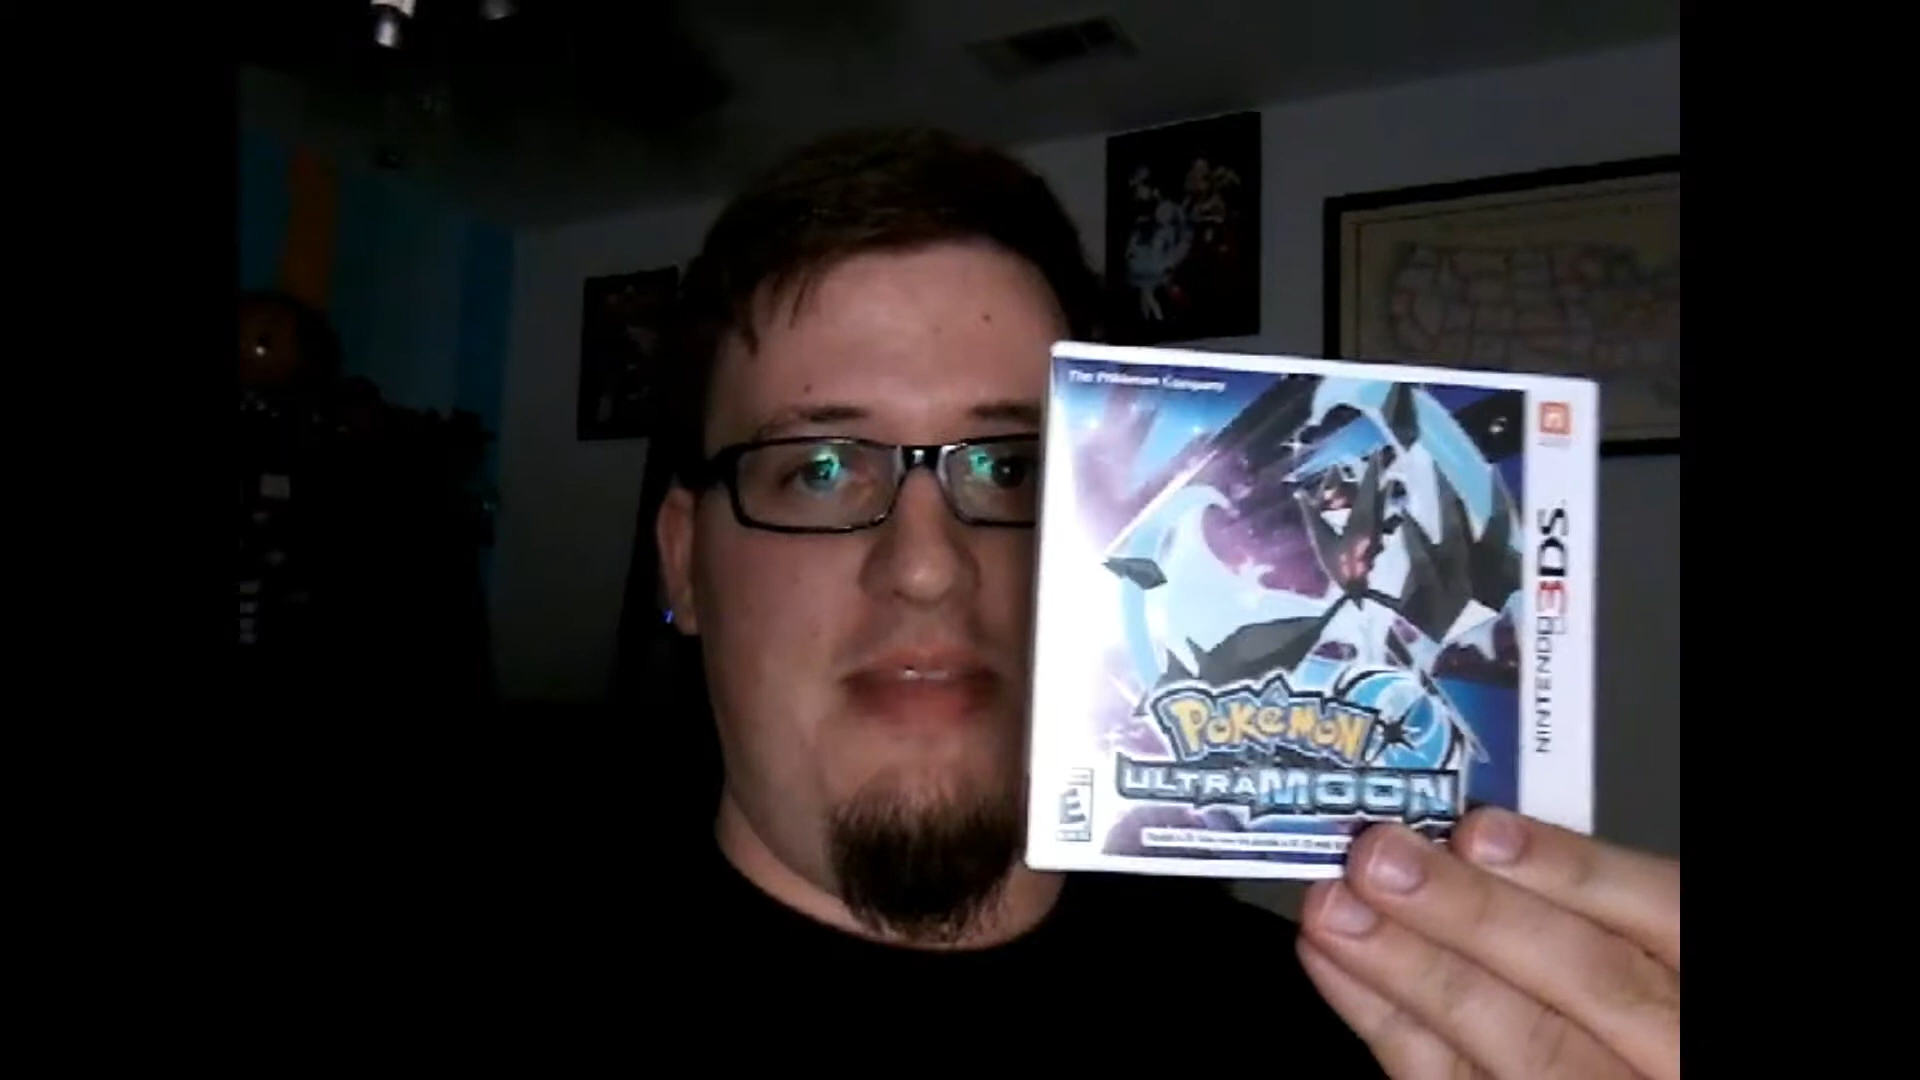 The Pokémon Company
POKéMON
ULTRA MOON
E
NINTENDO 3DS